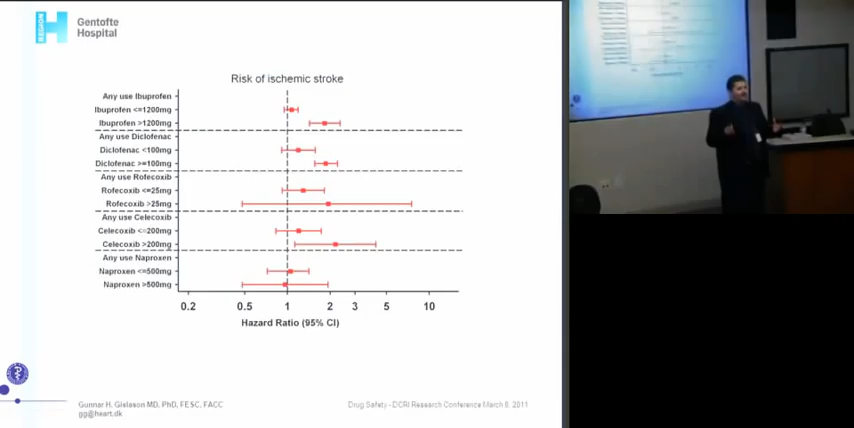 REGION
H
Gentofte
Hospital
Risk of ischemic stroke
Any use Ibuprofen
Ibuprofen <=1200mg
Ibuprofen >1200mg
Any use Diclofenac
Diclofenac <100mg
Diclofenac >=100mg
Any use Rofecoxib
Rofecoxib <=25mg
Rofecoxib >25mg
Any use Celecoxib
Celecoxib <=200mg
Celecoxib >200mg
Any use Naproxen
Naproxen <=500mg
Naproxen >500mg
0.2 0.5 1 2 3 5 10
Hazard Ratio (95% CI)
Gunnar H. Gislason MD, PhD, FESC, FACC
gg@heart.dk
Drug Safety - DCRI Research Conference March 8, 2011